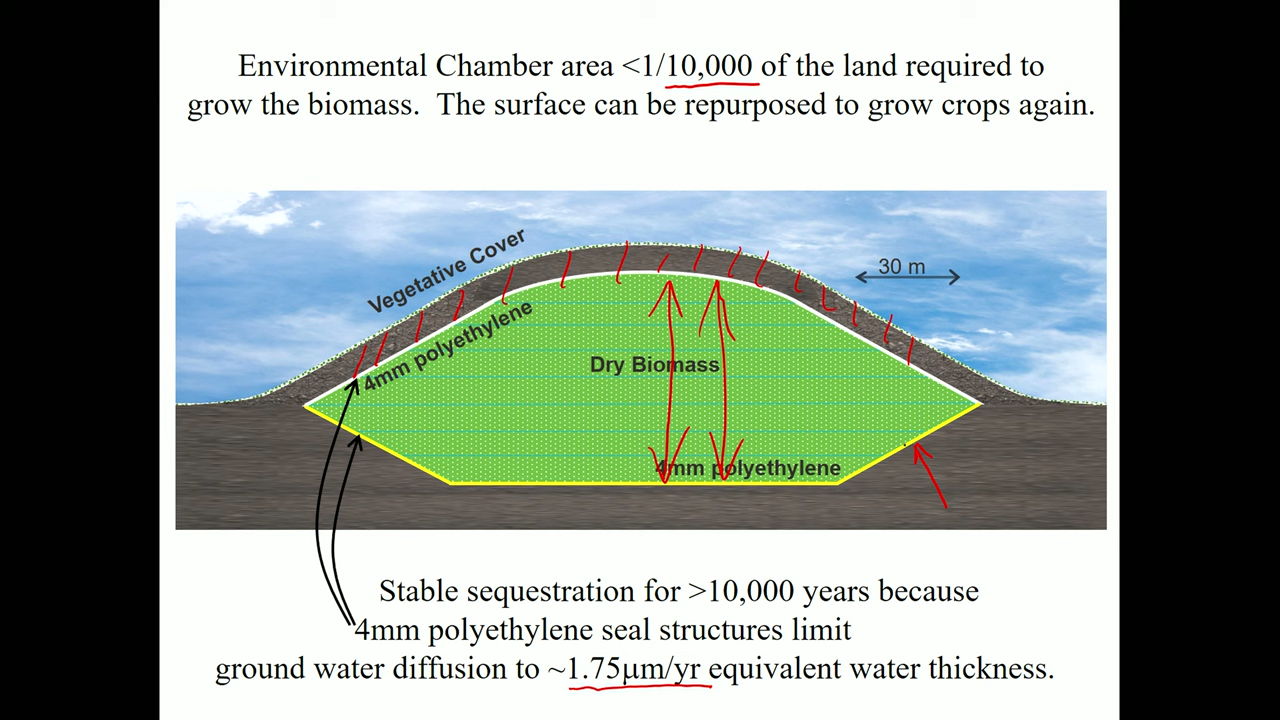 Environmental Chamber area <1/10,000 of the land required to
grow the biomass. The surface can be repurposed to grow crops again.
Vegetative Cover
30 m
4mm polyethylene
Dry Biomass
4mm polyethylene
Stable sequestration for >10,000 years because
4mm polyethylene seal structures limit
ground water diffusion to ~1.75μm/yr equivalent water thickness.